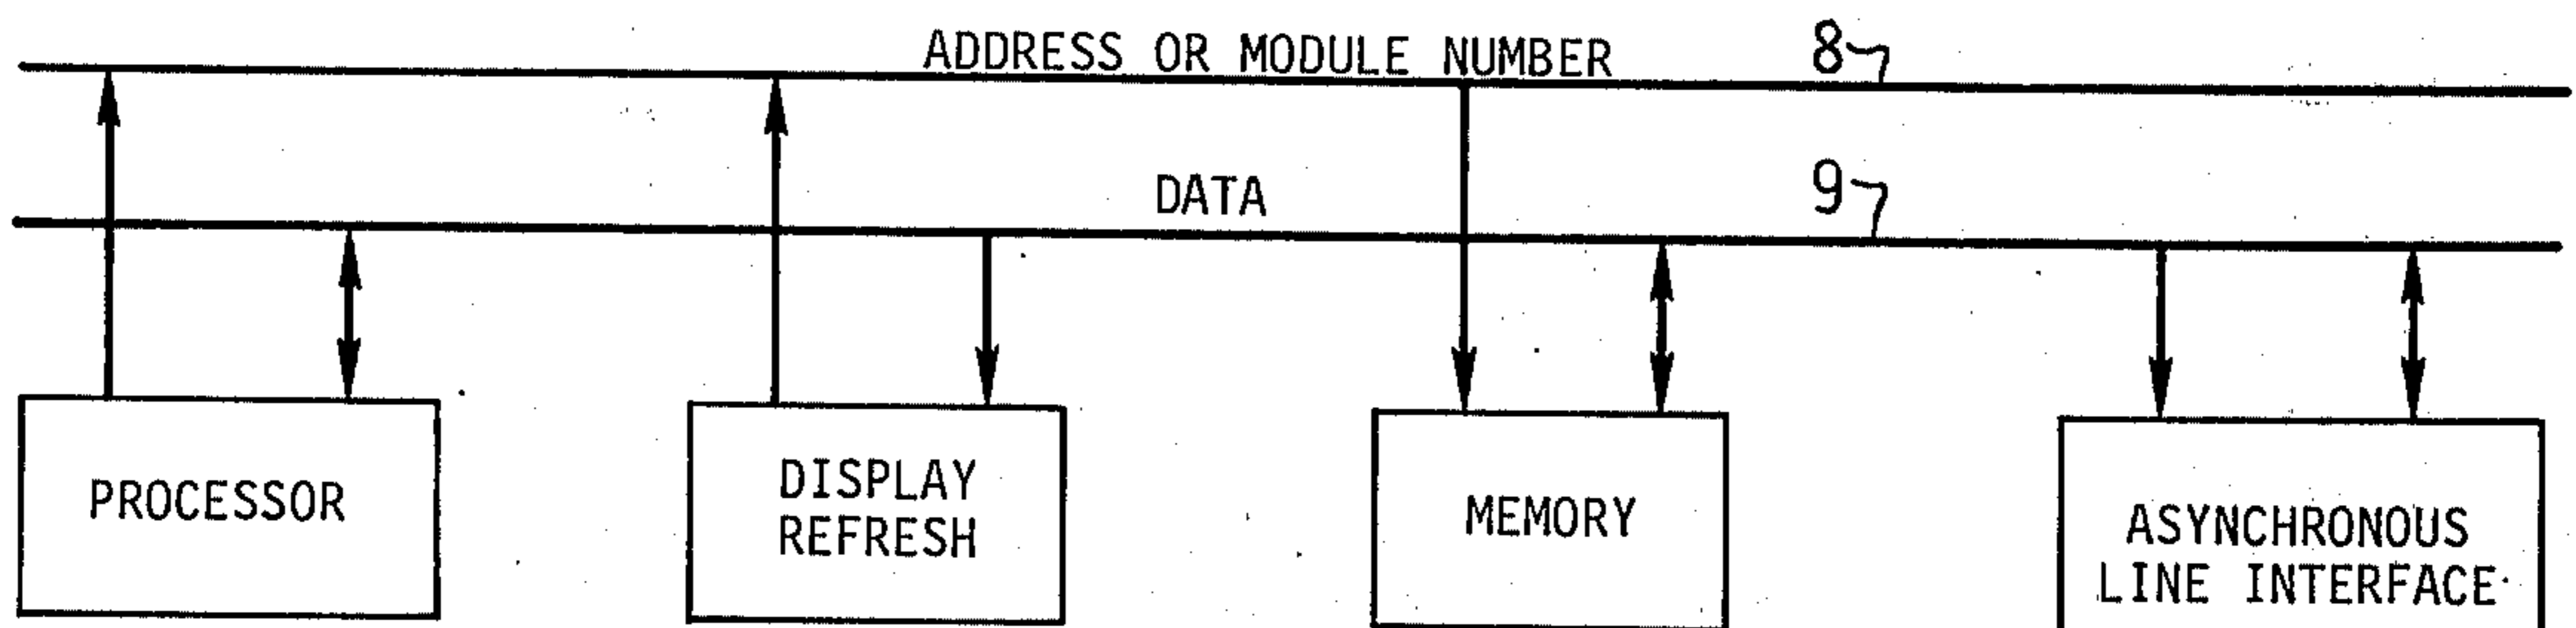 ADDRESS OR MODULE NUMBER
8
DATA
9
PROCESSOR
DISPLAY
REFRESH
MEMORY
ASYNCHRONOUS
LINE INTERFACE